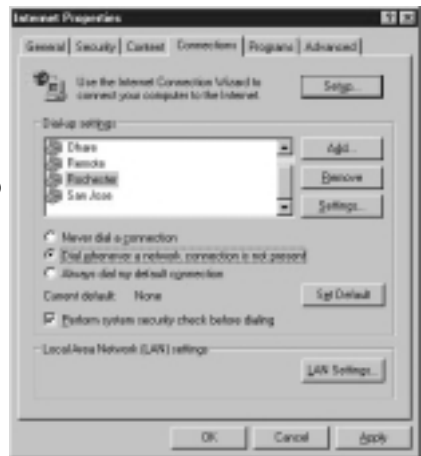 Internet Properties
General Security Content Connections Programs Advanced
Use the Internet Connection Wizard to
connect your computer to the Internet.
Setup...
Dial-up settings
Dharo
Remote
Rochester
San Jose
Add...
Remove
Settings...
Never dial a connection
Dial whenever a network connection is not present
Always dial my default connection
Current default: None
Set Default
Perform system security check before dialing
Local Area Network (LAN) settings
LAN Settings...
OK Cancel Apply